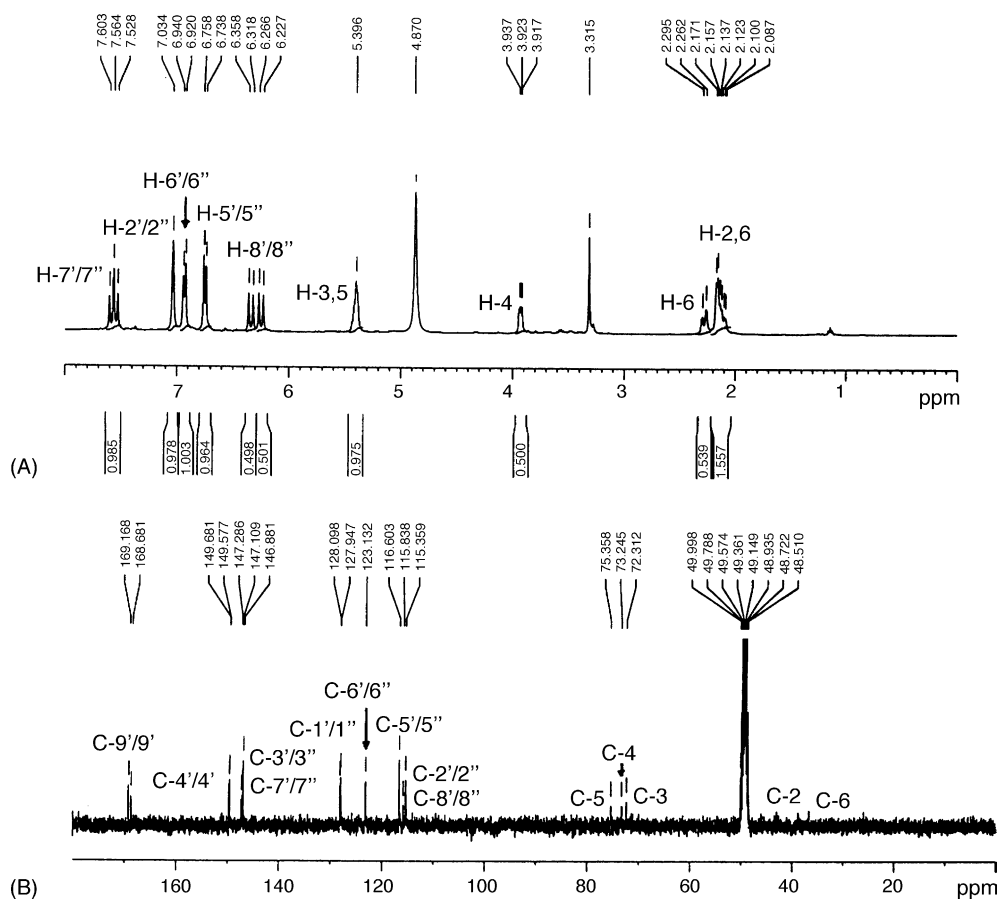 7.603
7.564
7.528
7.034
6.940
6.920
6.758
6.738
6.358
6.318
6.266
6.227
5.396
4.870
3.937
3.923
3.917
3.315
2.295
2.262
2.171
2.157
2.137
2.123
2.100
2.087
H-6'/6''
H-2'/2''
H-5'/5''
H-7'/7''
H-8'/8''
H-3,5
H-4
H-6
H-2,6
7 6 5 4 3 2 1 ppm
0.985
0.978
1.003
0.964
0.498
0.501
0.975
0.500
0.539
1.557
(A)
169.168
168.681
149.681
149.577
147.286
147.109
146.881
128.098
127.947
123.132
116.603
115.838
115.359
75.358
73.245
72.312
49.998
49.788
49.574
49.361
49.149
48.935
48.722
48.510
C-6'/6''
C-1'/1''
C-5'/5''
C-9'/9'
C-4'/4'
C-3'/3''
C-7'/7''
C-2'/2''
C-8'/8''
C-4
C-5
C-3
C-2
C-6
160 140 120 100 80 60 40 20 0
ppm
(B)